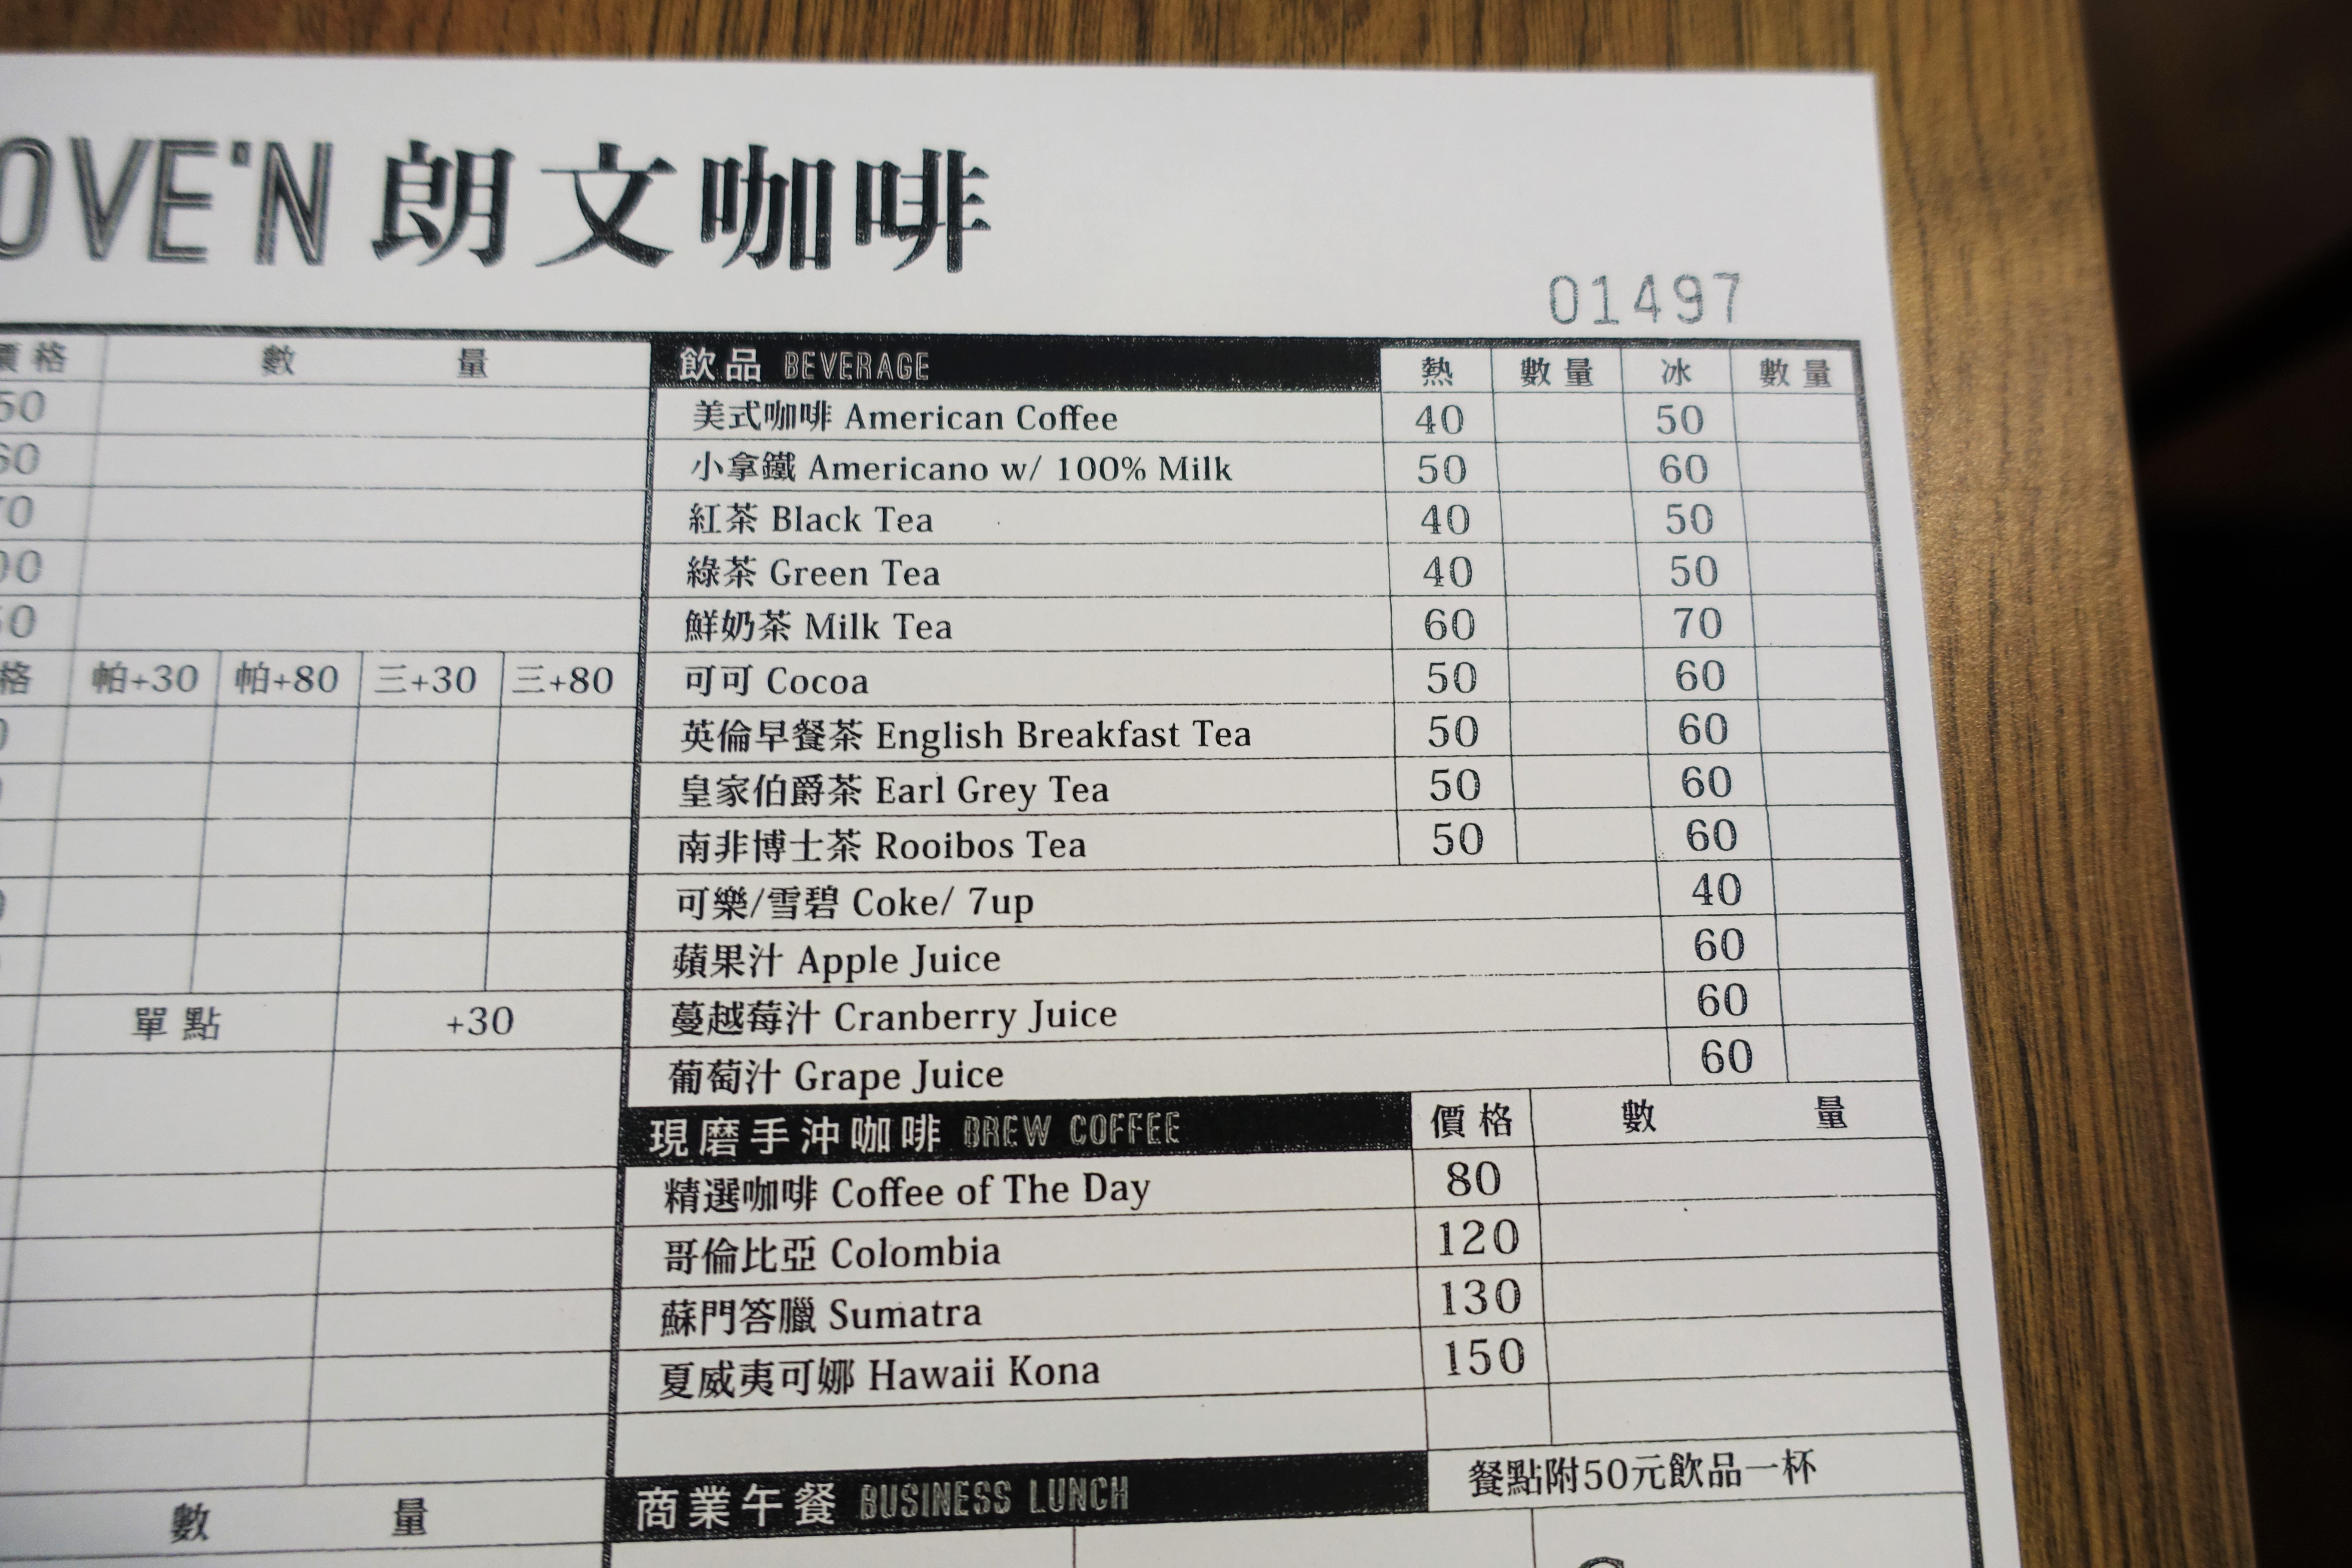 OVE'N 朗文咖啡
01497
價格 數 量
50
60
格 帕+30 帕+80 三+30 三+80
單點 +30
數 量
飲品 BEVERAGE 熱 數量 冰 數量
美式咖啡 American Coffee 40 50
小拿鐵 Americano w/ 100% Milk 50 60
紅茶 Black Tea 40 50
綠茶 Green Tea 40 50
鮮奶茶 Milk Tea 60 70
可可 Cocoa 50 60
英倫早餐茶 English Breakfast Tea 50 60
皇家伯爵茶 Earl Grey Tea 50 60
南非博士茶 Rooibos Tea 50 60
可樂/雪碧 Coke/ 7up 40
蘋果汁 Apple Juice 60
蔓越莓汁 Cranberry Juice 60
葡萄汁 Grape Juice 60
現磨手沖咖啡 BREW COFFEE 價格 數 量
精選咖啡 Coffee of The Day 80
哥倫比亞 Colombia 120
蘇門答臘 Sumatra 130
夏威夷可娜 Hawaii Kona 150
商業午餐 BUSINESS LUNCH 餐點附50元飲品一杯